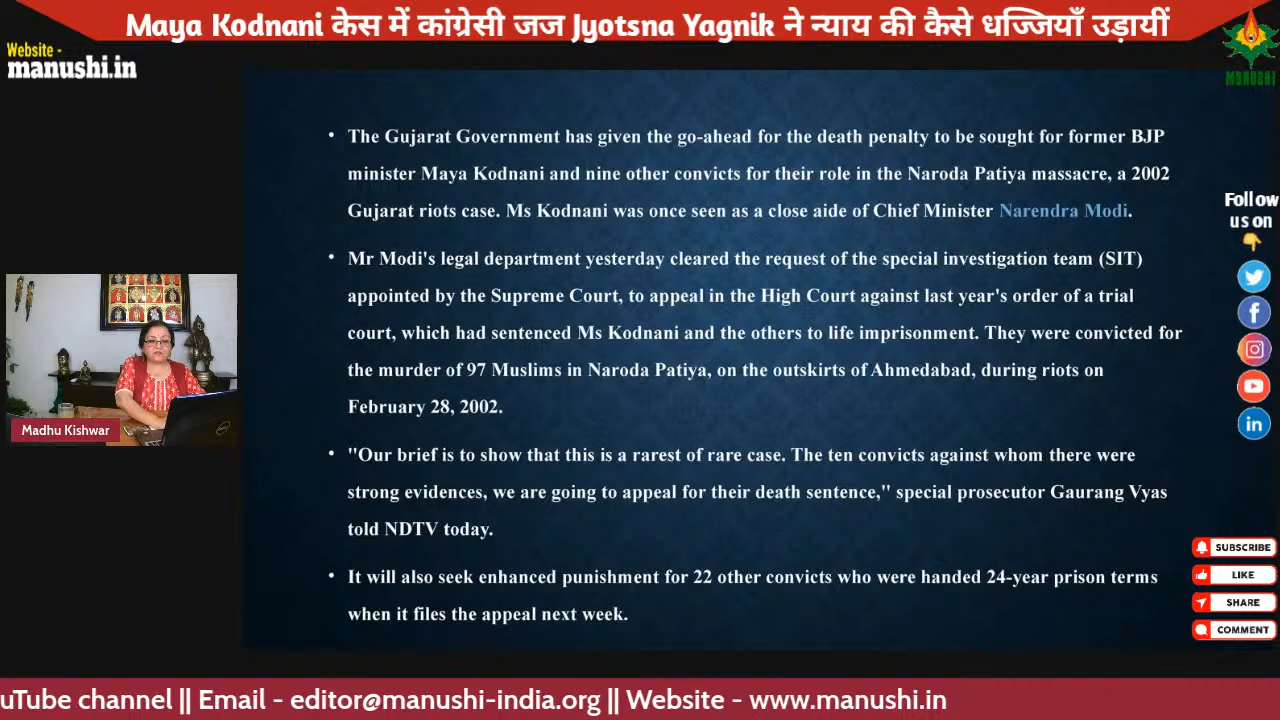 Maya Kodnani केस में कांग्रेसी जज Jyotsna Yagnik ने न्याय की कैसे धज्जियाँ उड़ायीं
Website -
manushi.in
MANUSHI
• The Gujarat Government has given the go-ahead for the death penalty to be sought for former BJP
minister Maya Kodnani and nine other convicts for their role in the Naroda Patiya massacre, a 2002
Gujarat riots case. Ms Kodnani was once seen as a close aide of Chief Minister Narendra Modi.
• Mr Modi's legal department yesterday cleared the request of the special investigation team (SIT)
appointed by the Supreme Court, to appeal in the High Court against last year's order of a trial
court, which had sentenced Ms Kodnani and the others to life imprisonment. They were convicted for
the murder of 97 Muslims in Naroda Patiya, on the outskirts of Ahmedabad, during riots on
February 28, 2002.
• "Our brief is to show that this is a rarest of rare case. The ten convicts against whom there were
strong evidences, we are going to appeal for their death sentence," special prosecutor Gaurang Vyas
told NDTV today.
• It will also seek enhanced punishment for 22 other convicts who were handed 24-year prison terms
when it files the appeal next week.
Madhu Kishwar
Follow
us on
SUBSCRIBE
LIKE
SHARE
COMMENT
uTube channel || Email - editor@manushi-india.org || Website - www.manushi.in